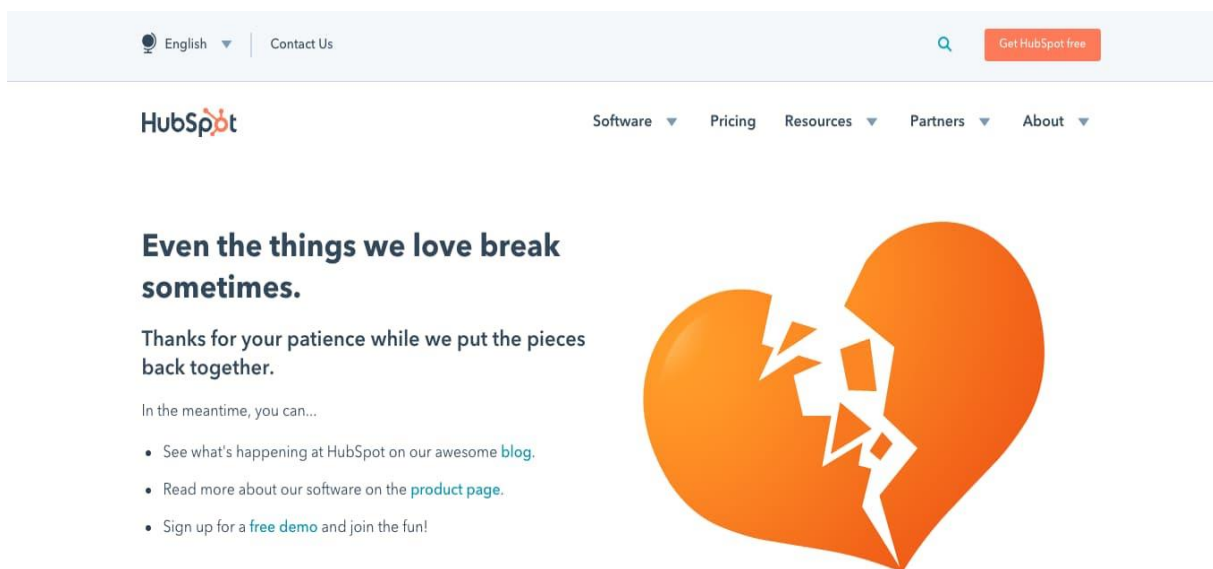 English
Contact Us
Get HubSpot free
HubSpot
Software
Pricing
Resources
Partners
About
Even the things we love break
sometimes.
Thanks for your patience while we put the pieces
back together.
In the meantime, you can...
• See what's happening at HubSpot on our awesome blog.
• Read more about our software on the product page.
• Sign up for a free demo and join the fun!